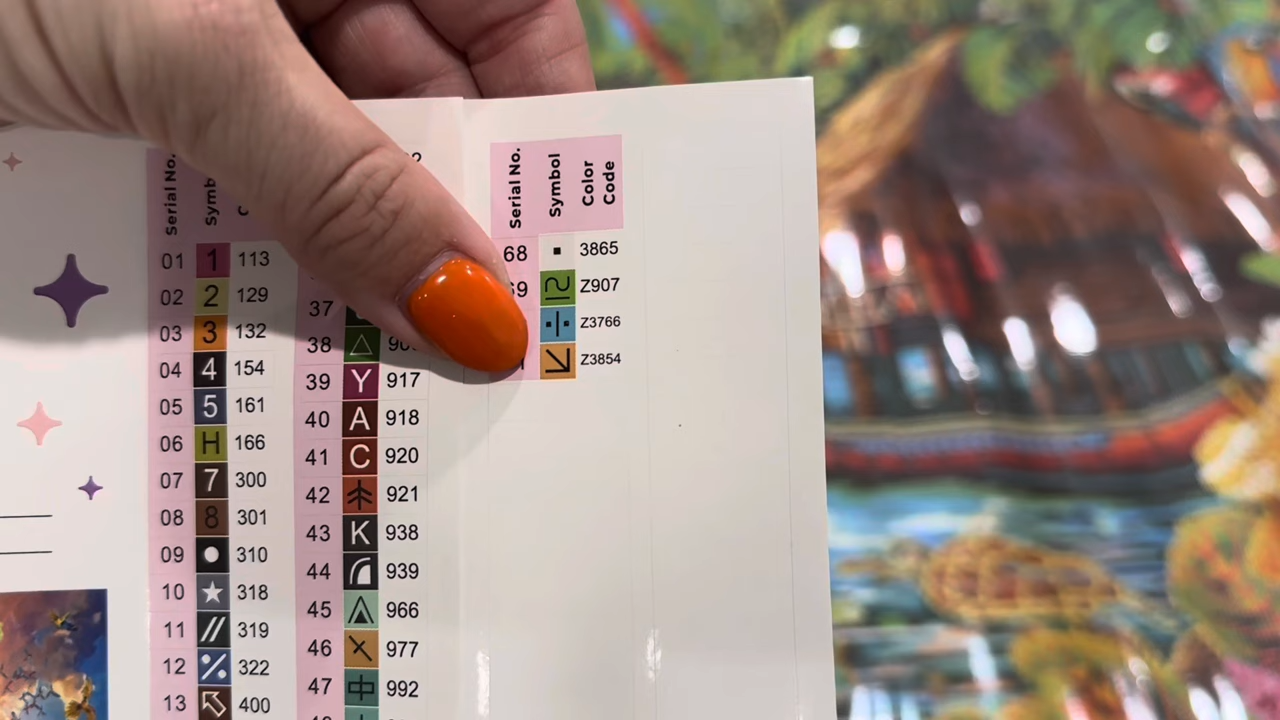 Serial No.
01 1 113
02 2 129
03 3 132
04 4 154
05 5 161
06 H 166
07 7 300
08 8 301
09 310
10 ★ 318
11 // 319
12 % 322
13 400
37
38 △
39 Y 917
40 A 918
41 C 920
42 921
43 K 938
44 939
45 966
46 977
47 992
Serial No. Symbol Color Code
68 ▪ 3865
Z907
Z3766
Z3854